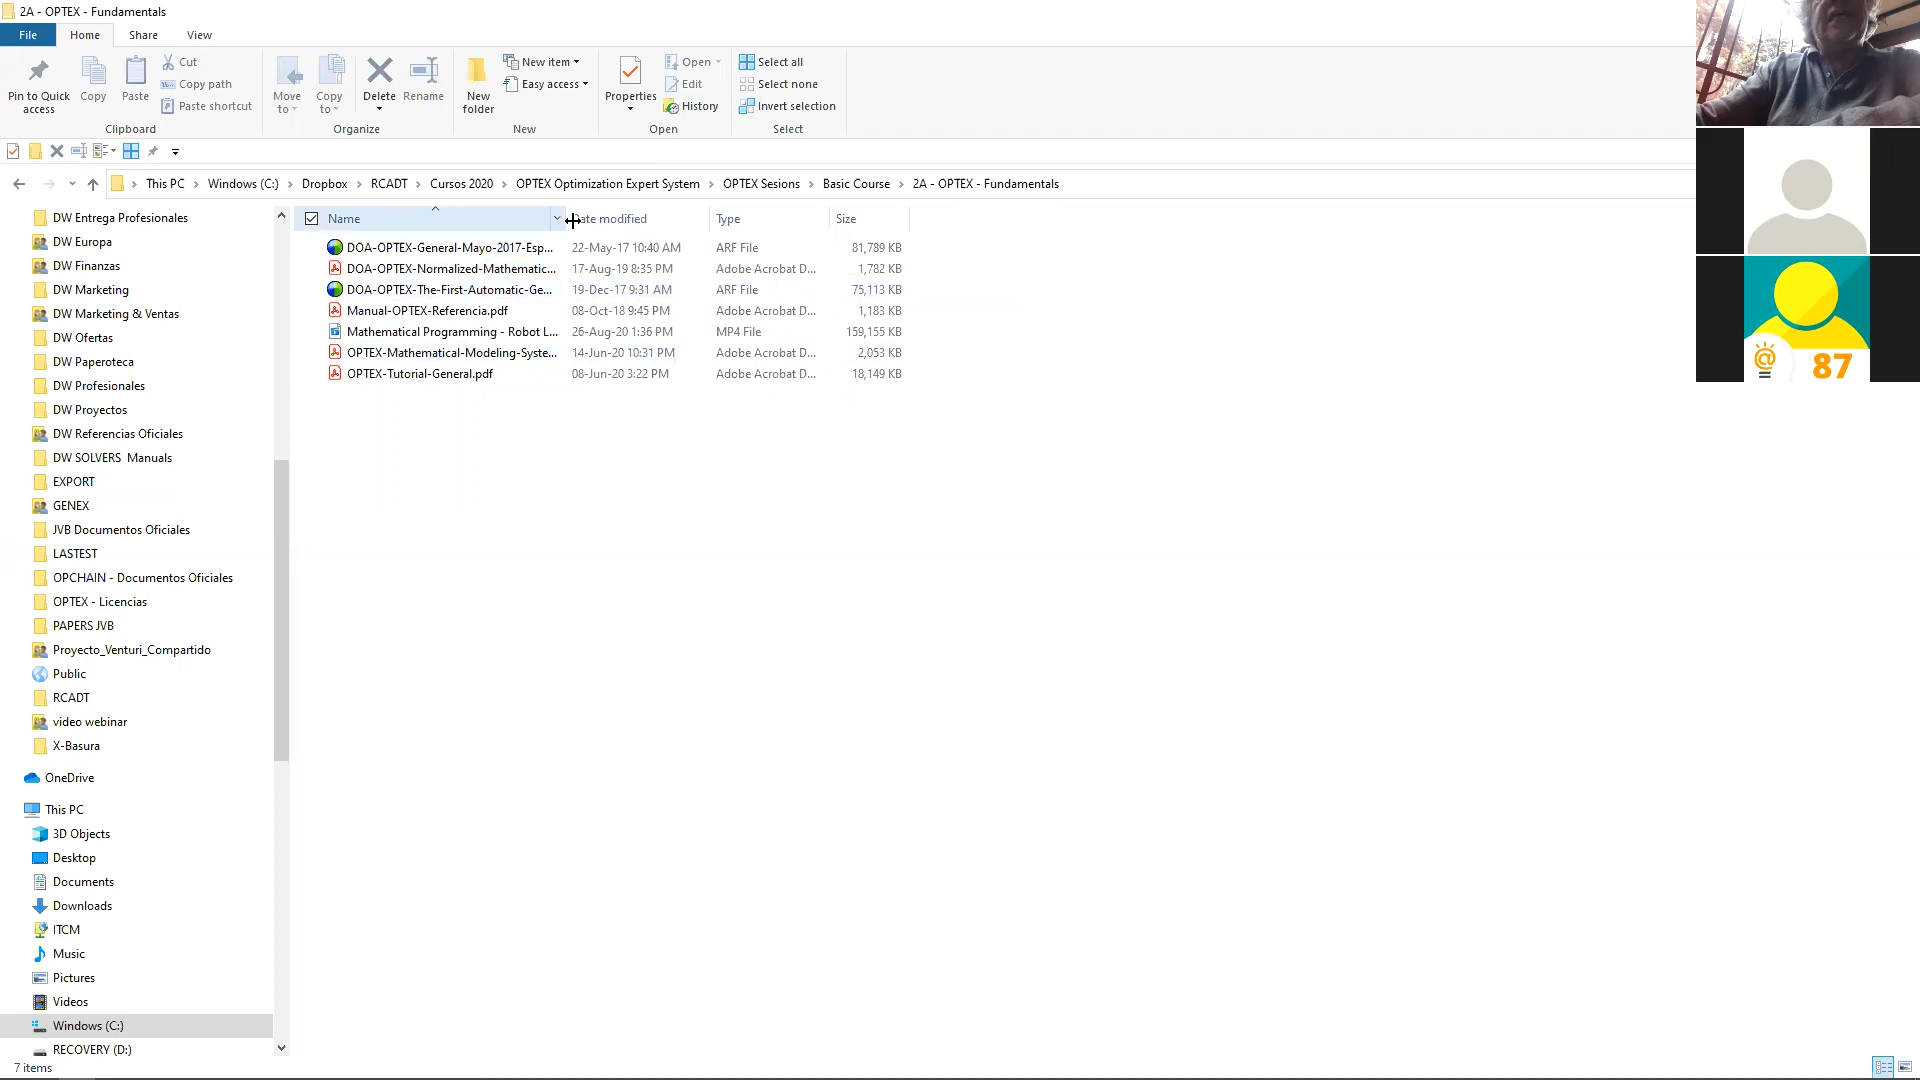 2A - OPTEX - Fundamentals
File Home Share View
Pin to Quick access
Copy
Paste
Cut
Copy path
Paste shortcut
Clipboard
Move to
Copy to
Delete
Rename
Organize
New folder
New item
Easy access
New
Properties
Open
Edit
History
Open
Select all
Select none
Invert selection
Select
This PC Windows (C:) Dropbox RCADT Cursos 2020 OPTEX Optimization Expert System OPTEX Sesions Basic Course 2A - OPTEX - Fundamentals
DW Entrega Profesionales
DW Europa
DW Finanzas
DW Marketing
DW Marketing & Ventas
DW Ofertas
DW Paperoteca
DW Profesionales
DW Proyectos
DW Referencias Oficiales
DW SOLVERS Manuals
EXPORT
GENEX
JVB Documentos Oficiales
LASTEST
OPCHAIN - Documentos Oficiales
OPTEX - Licencias
PAPERS JVB
Proyecto_Venturi_Compartido
Public
RCADT
video webinar
X-Basura
OneDrive
This PC
3D Objects
Desktop
Documents
Downloads
ITCM
Music
Pictures
Videos
Windows (C:)
RECOVERY (D:)
Name Date modified Type Size
DOA-OPTEX-General-Mayo-2017-Esp... 22-May-17 10:40 AM ARF File 81,789 KB
DOA-OPTEX-Normalized-Mathematic... 17-Aug-19 8:35 PM Adobe Acrobat D... 1,782 KB
DOA-OPTEX-The-First-Automatic-Ge... 19-Dec-17 9:31 AM ARF File 75,113 KB
Manual-OPTEX-Referencia.pdf 08-Oct-18 9:45 PM Adobe Acrobat D... 1,183 KB
Mathematical Programming - Robot L... 26-Aug-20 1:36 PM MP4 File 159,155 KB
OPTEX-Mathematical-Modeling-Syste... 14-Jun-20 10:31 PM Adobe Acrobat D... 2,053 KB
OPTEX-Tutorial-General.pdf 08-Jun-20 3:22 PM Adobe Acrobat D... 18,149 KB
@ 87
7 items